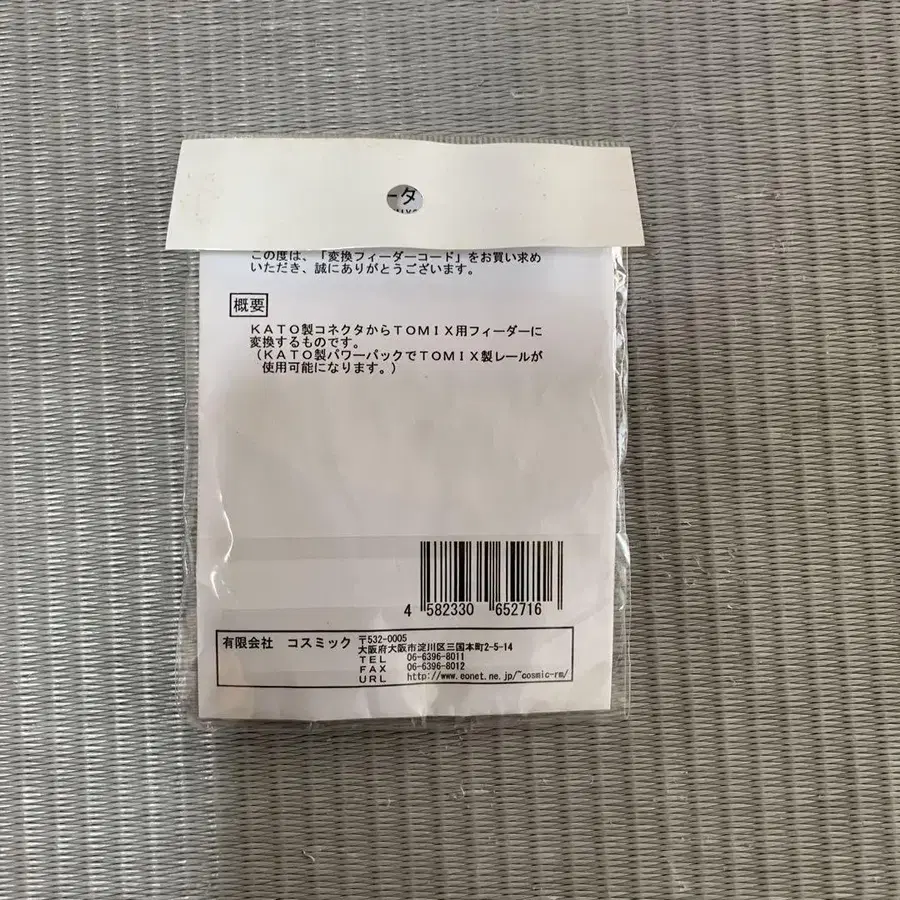 ータ
この度は、「変換フィーダーコード」をお買い求め
いただき、誠にありがとうございます。
概要
ＫＡＴＯ製コネクタからＴＯＭＩＸ用フィーダーに
変換するものです。
（ＫＡＴＯ製パワーパックでＴＯＭＩＸ製レールが
使用可能になります。）
4 582330 652716
有限会社 コスミック 〒532-0005
大阪府大阪市淀川区三国本町2-5-14
ＴＥＬ 06-6396-8011
ＦＡＸ 06-6396-8012
ＵＲＬ http://www.eonet.ne.jp/~cosmic-rm/